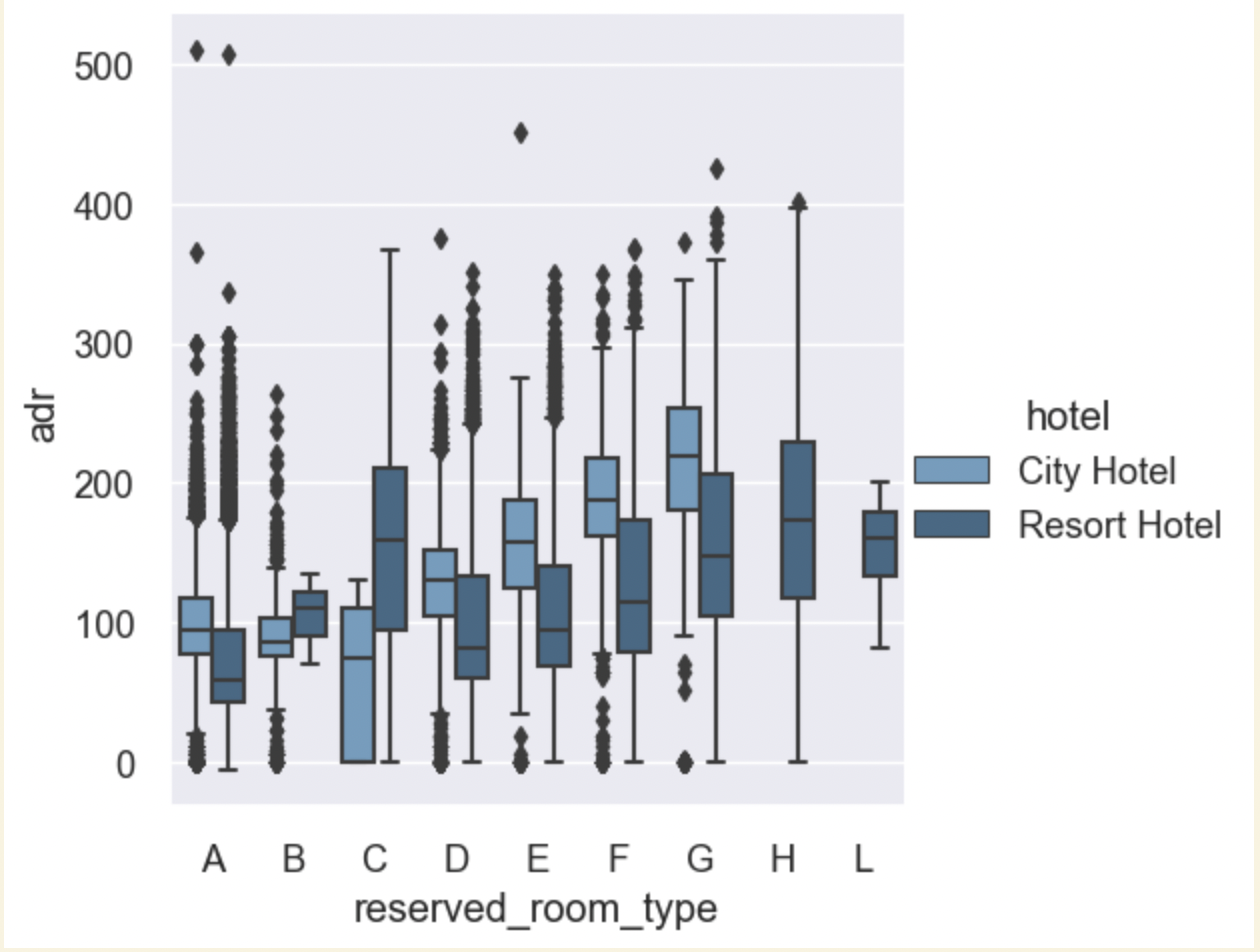 500
400
300
200
100
0
adr
A B C D E F G H L
reserved_room_type
hotel
City Hotel
Resort Hotel